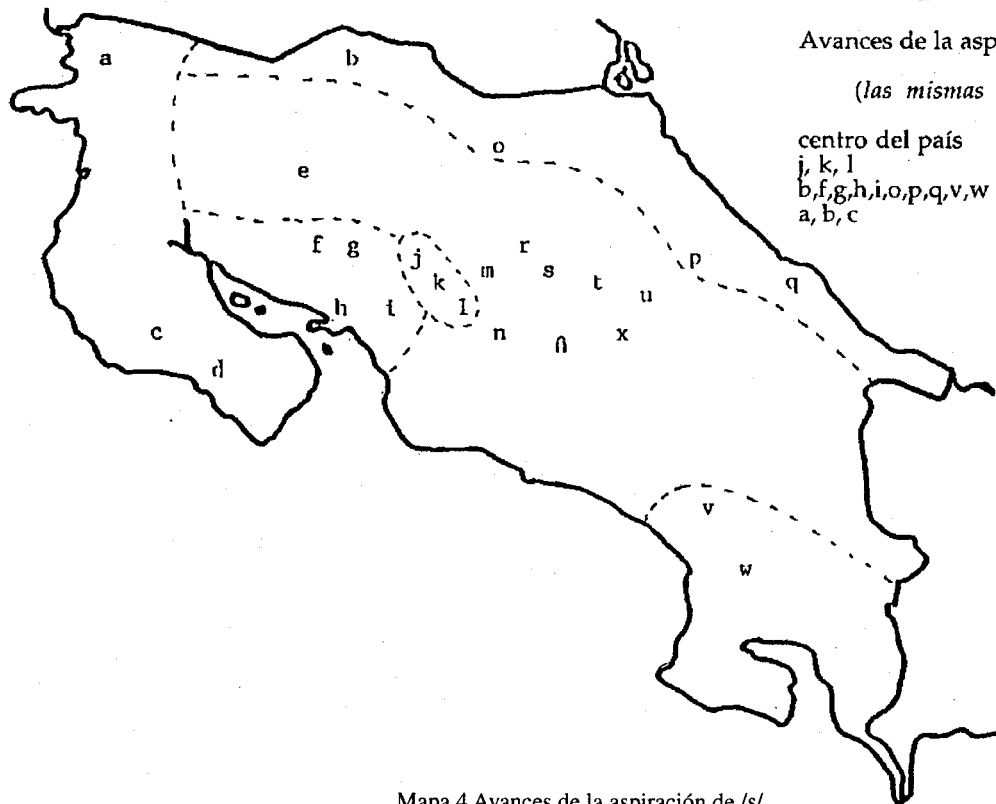 Avances de la asp
(las mismas
centro del país
j, k, l
b,f,g,h,i,o,p,q,v,w
a, b, c
a
b
o
e
f g j
k
l
m
r
s
t
u
p
q
h i
n
ñ
x
c
d
v
w
Mapa 4 Avances de la aspiración de /s/